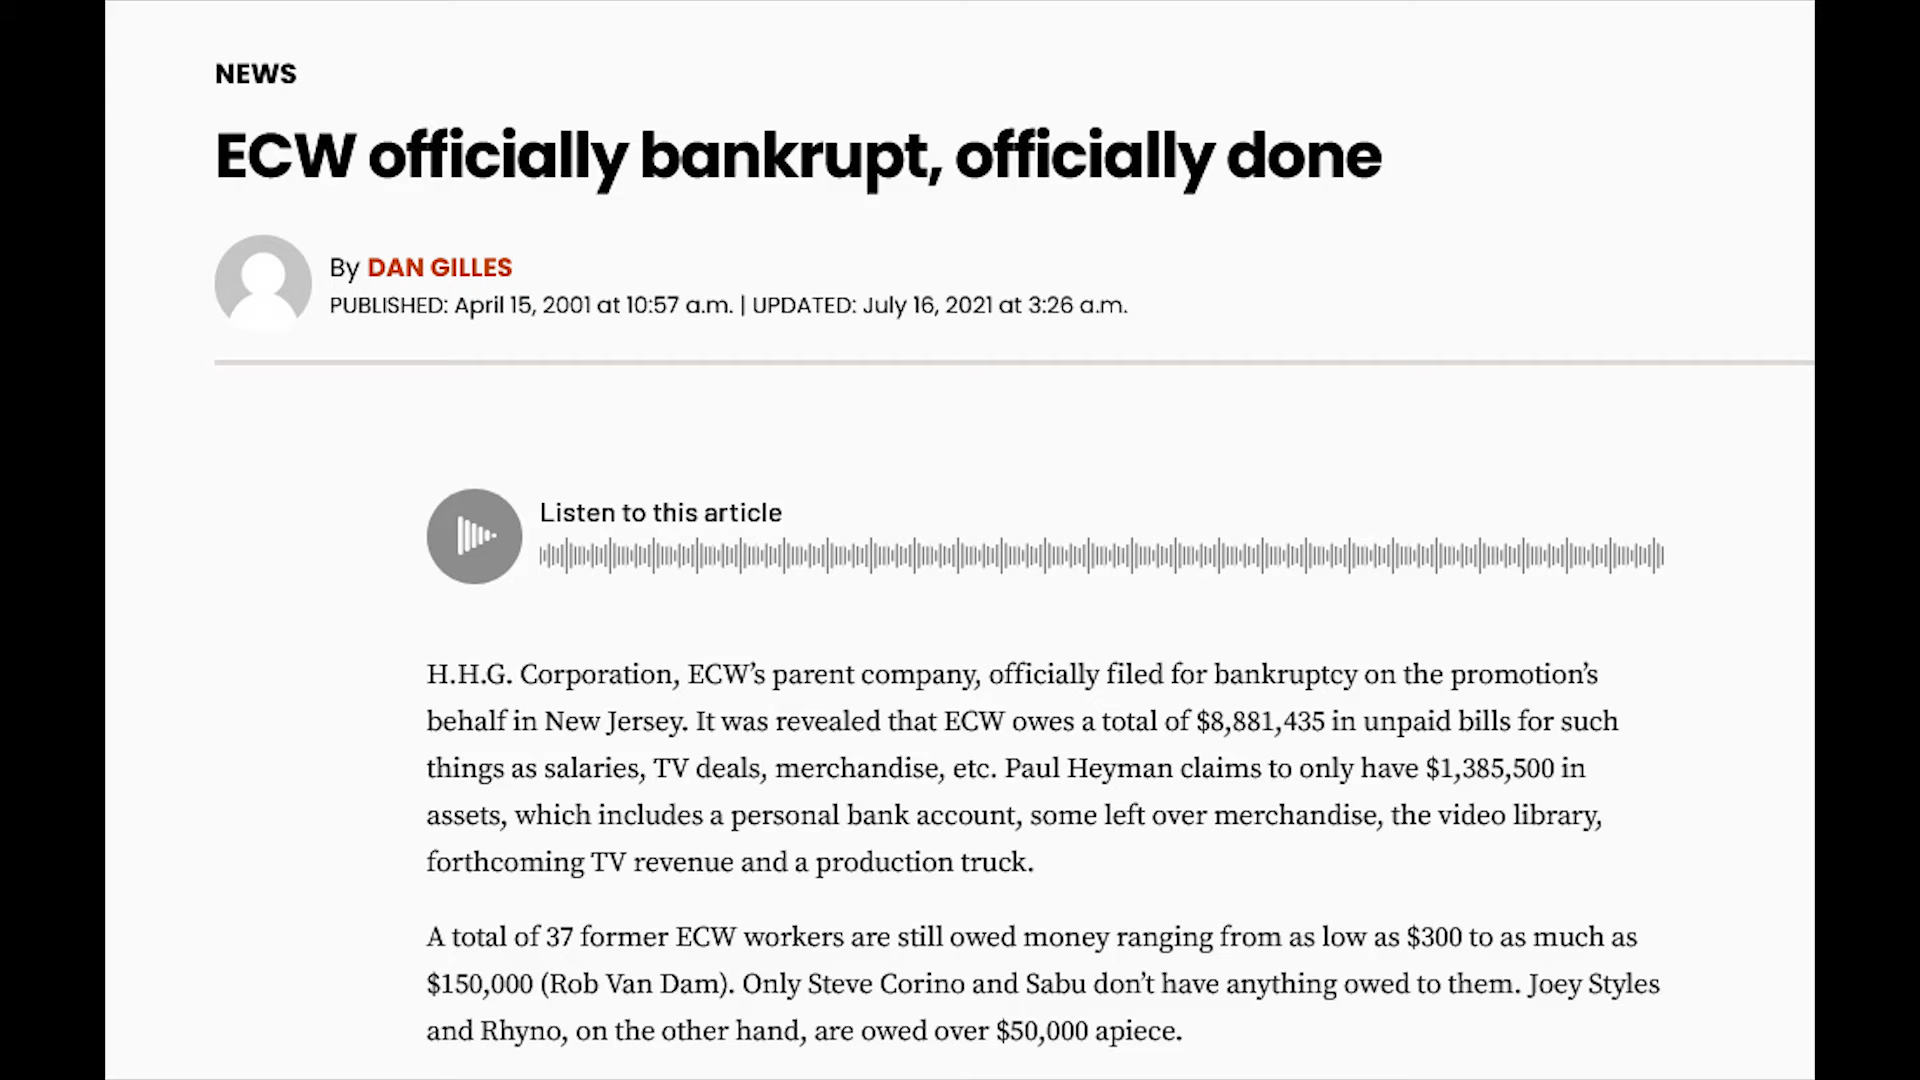 NEWS
ECW officially bankrupt, officially done
By DAN GILLES
PUBLISHED: April 15, 2001 at 10:57 a.m. | UPDATED: July 16, 2021 at 3:26 a.m.
Listen to this article
H.H.G. Corporation, ECW’s parent company, officially filed for bankruptcy on the promotion’s
behalf in New Jersey. It was revealed that ECW owes a total of $8,881,435 in unpaid bills for such
things as salaries, TV deals, merchandise, etc. Paul Heyman claims to only have $1,385,500 in
assets, which includes a personal bank account, some left over merchandise, the video library,
forthcoming TV revenue and a production truck.
A total of 37 former ECW workers are still owed money ranging from as low as $300 to as much as
$150,000 (Rob Van Dam). Only Steve Corino and Sabu don’t have anything owed to them. Joey Styles
and Rhyno, on the other hand, are owed over $50,000 apiece.